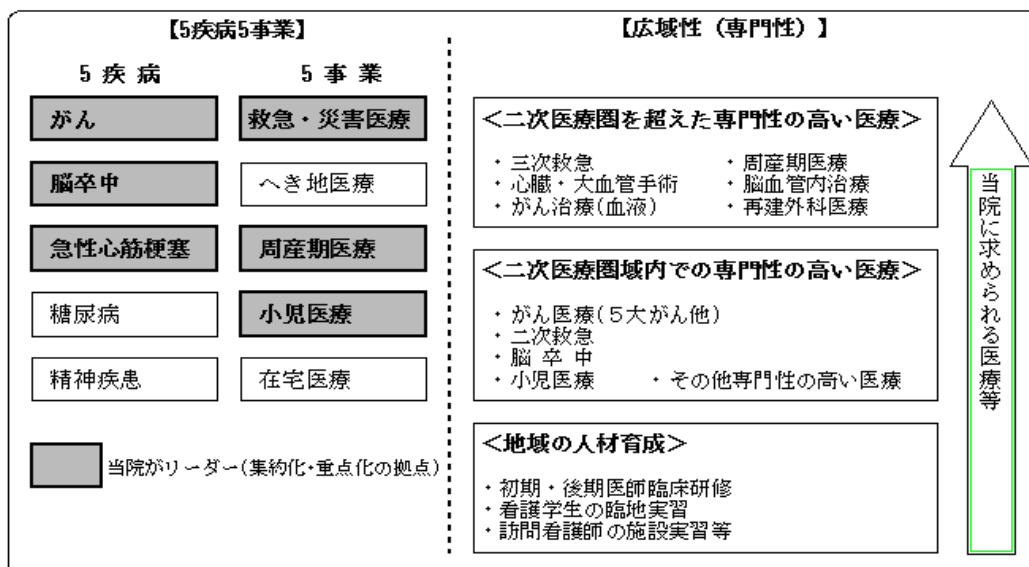 【5疾病5事業】
5 疾 病
5 事 業
がん
救急・災害医療
脳卒中
へき地医療
急性心筋梗塞
周産期医療
糖尿病
小児医療
精神疾患
在宅医療
当院がリーダー(集約化・重点化の拠点)
【広域性（専門性）】
＜二次医療圏を超えた専門性の高い医療＞
・三次救急 ・周産期医療
・心臓・大血管手術 ・脳血管内治療
・がん治療(血液) ・再建外科医療
＜二次医療圏域内での専門性の高い医療＞
・がん医療(５大がん他)
・二次救急
・脳 卒 中
・小児医療 ・その他専門性の高い医療
＜地域の人材育成＞
・初期・後期医師臨床研修
・看護学生の臨地実習
・訪問看護師の施設実習等
当院に求められる医療等